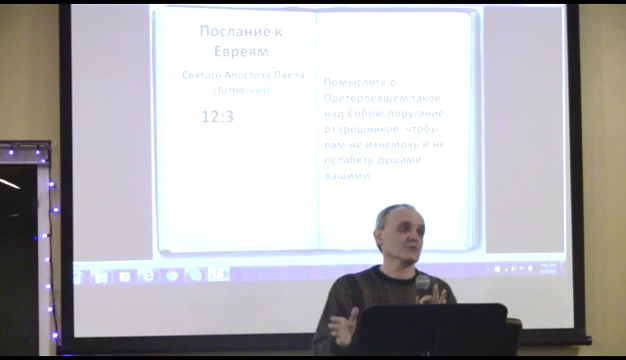 Послание к
Евреям
Святого Апостола Павла
(To Hebrews)
12:3
Помыслите о
Претерпевшем такое
над Собою поругание
от грешников, чтобы
вам не изнемочь и не
ослабеть душами
вашими.